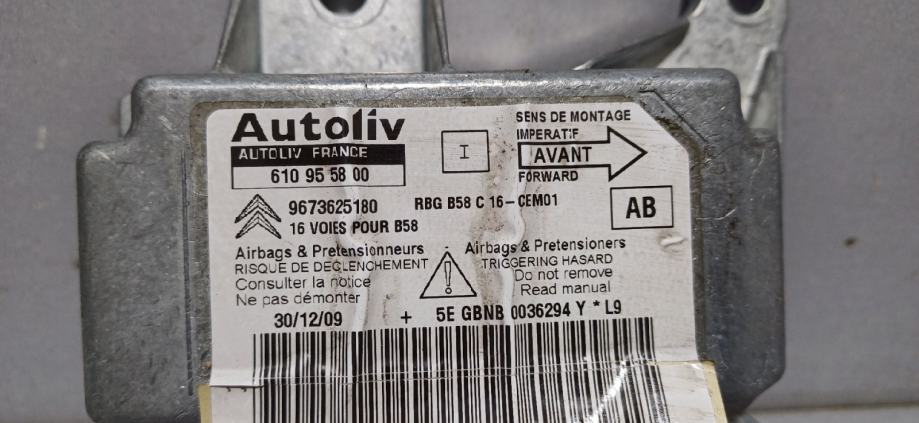 Autoliv
AUTOLIV FRANCE
610 95 58 00
I
SENS DE MONTAGE
IMPERATIF
AVANT
FORWARD
9673625180
RBG B58 C 16-CEM01
16 VOIES POUR B58
AB
Airbags & Pretensionneurs - Airbags & Pretensioners
RISQUE DE DECLENCHEMENT
TRIGGERING HASARD
Consulter la notice
Do not remove
Ne pas démonter
Read manual
!
30/12/09 + 5E GBNB 0036294 Y * L9